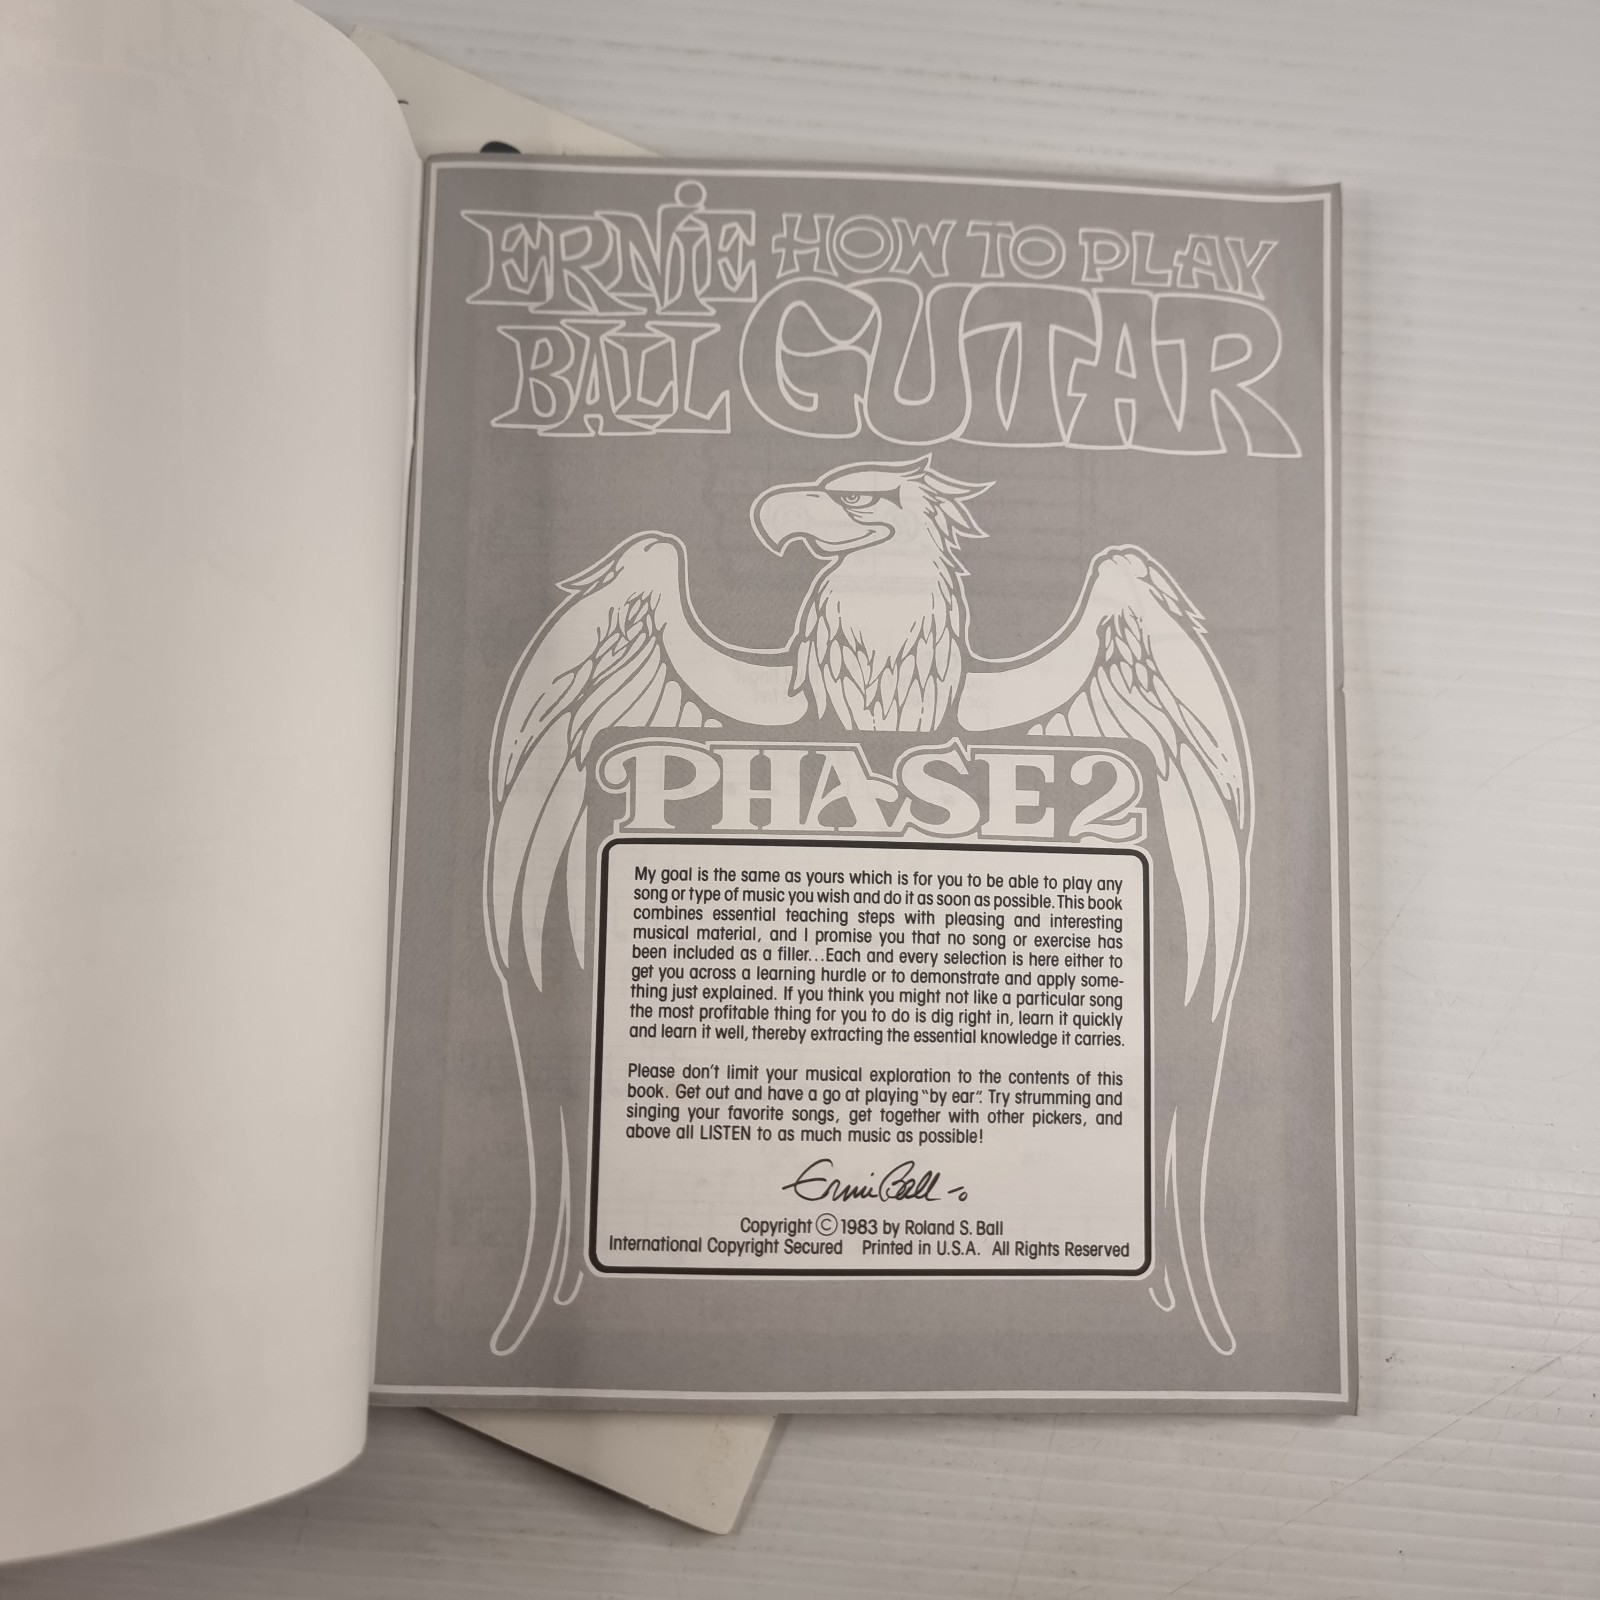 ERNiE HOW TO PLAY
BALL GUITAR
PHASE 2
My goal is the same as yours which is for you to be able to play any
song or type of music you wish and do it as soon as possible. This book
combines essential teaching steps with pleasing and interesting
musical material, and I promise you that no song or exercise has
been included as a filler...Each and every selection is here either to
get you across a learning hurdle or to demonstrate and apply some-
thing just explained. If you think you might not like a particular song
the most profitable thing for you to do is dig right in, learn it quickly
and learn it well, thereby extracting the essential knowledge it carries.
Please don't limit your musical exploration to the contents of this
book. Get out and have a go at playing "by ear". Try strumming and
singing your favorite songs, get together with other pickers, and
above all LISTEN to as much music as possible!
Ernie Ball
Copyright © 1983 by Roland S. Ball
International Copyright Secured Printed in U.S.A. All Rights Reserved